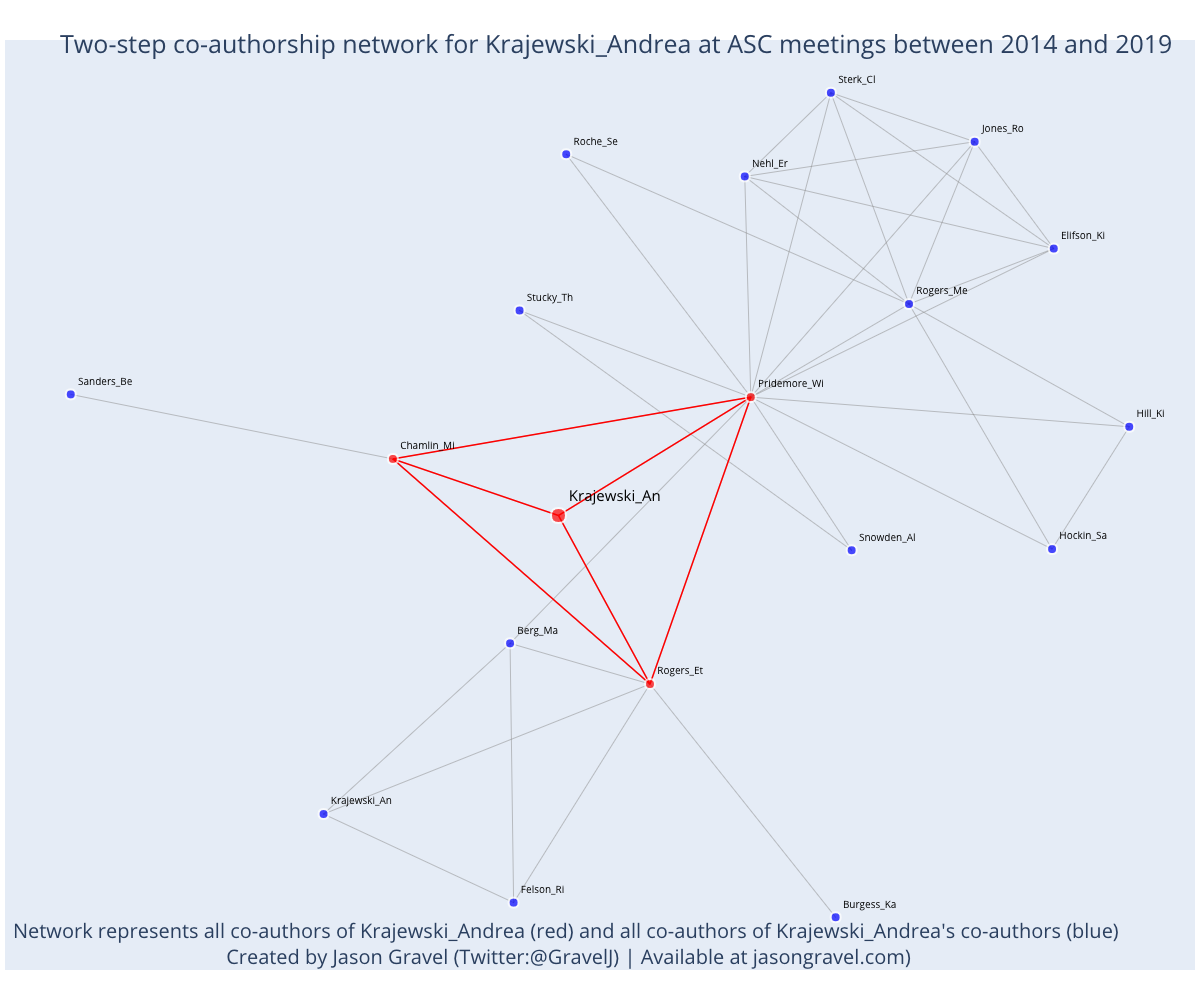 Two-step co-authorship network for Krajewski_Andrea at ASC meetings between 2014 and 2019
Sterk_Cl
Jones_Ro
Roche_Se
Nehl_Er
Elifson_Ki
Rogers_Me
Stucky_Th
Sanders_Be
Pridemore_Wi
Hill_Ki
Chamlin_Mi
Krajewski_An
Snowden_Al
Hockin_Sa
Berg_Ma
Rogers_Et
Krajewski_An
Felson_Ri
Burgess_Ka
Network represents all co-authors of Krajewski_Andrea (red) and all co-authors of Krajewski_Andrea's co-authors (blue)
Created by Jason Gravel (Twitter:@GravelJ) | Available at jasongravel.com)